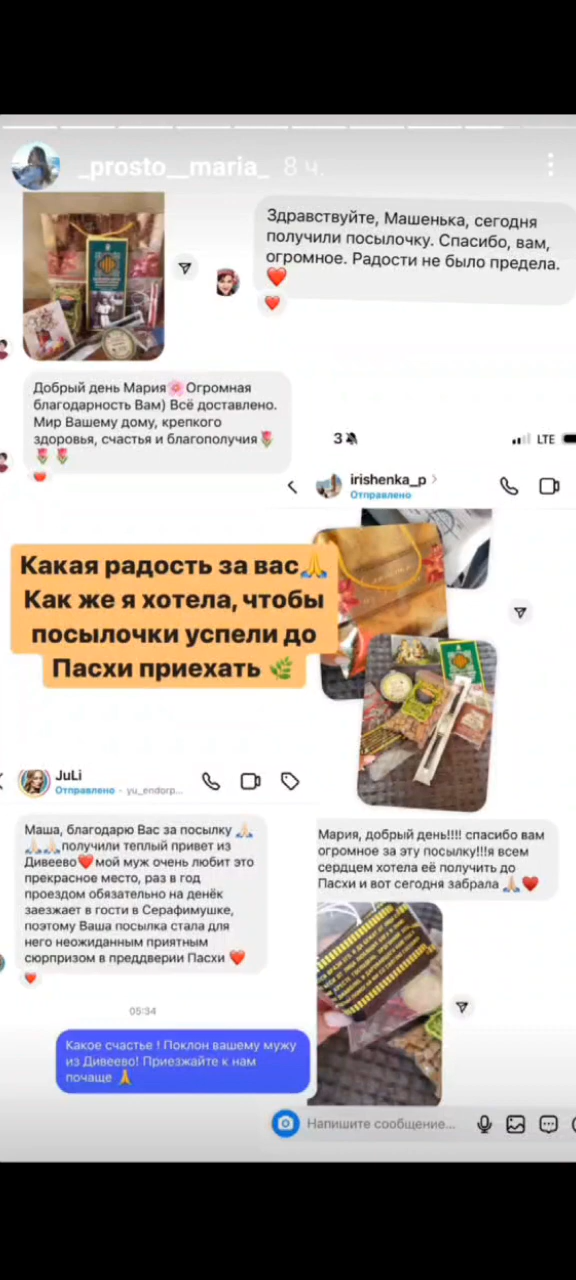 _prosto__maria_ 8 ч.
Здравствуйте, Машенька, сегодня
получили посылочку. Спасибо, вам,
огромное. Радости не было предела.
❤️
Добрый день Мария🌸Огромная
благодарность Вам) Всё доставлено.
Мир Вашему дому, крепкого
здоровья, счастья и благополучия🌷
🌷🌷
3
LTE
irishenka_p
Отправлено
Какая радость за вас🙏
Как же я хотела, чтобы
посылочки успели до
Пасхи приехать 🌿
JuLi
Отправлено · yu_endorp...
Маша, благодарю Вас за посылку 🙏🏻
🙏🏻🙏🏻получили теплый привет из
Дивеево❤️мой муж очень любит это
прекрасное место, раз в год
проездом обязательно на денёк
заезжает в гости в Серафимушке,
поэтому Ваша посылка стала для
него неожиданным приятным
сюрпризом в преддверии Пасхи ❤️
05:34
Какое счастье ! Поклон вашему мужу
из Дивеево! Приезжайте к нам
почаще 🙏
Мария, добрый день!!!! спасибо вам
огромное за эту посылку!!!я всем
сердцем хотела её получить до
Пасхи и вот сегодня забрала 🙏🏻❤️
Напишите сообщение...